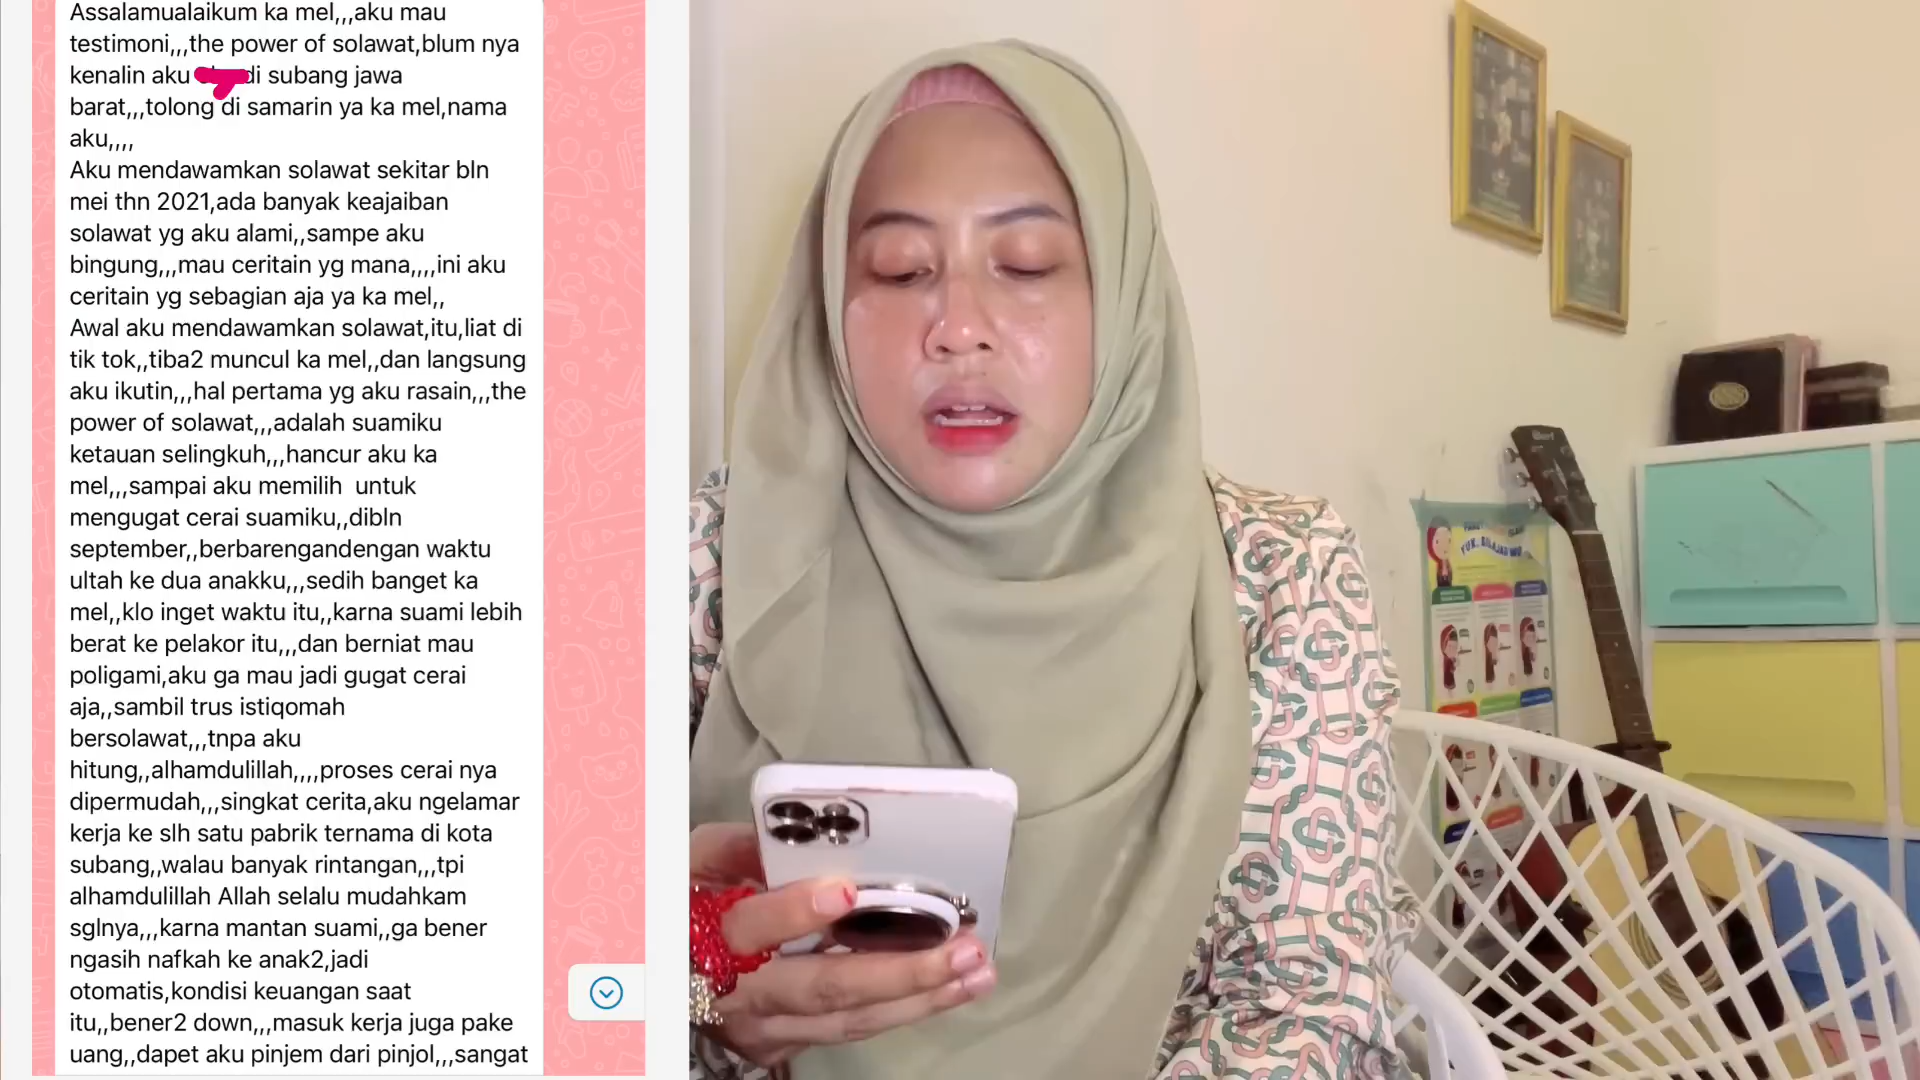 Assalamualaikum ka mel,,,aku mau
testimoni,,,the power of solawat,blum nya
kenalin aku di subang jawa
barat,,,tolong di samarin ya ka mel,nama
aku,,,,
Aku mendawamkan solawat sekitar bln
mei thn 2021,ada banyak keajaiban
solawat yg aku alami,,sampe aku
bingung,,,mau ceritain yg mana,,,,ini aku
ceritain yg sebagian aja ya ka mel,,
Awal aku mendawamkan solawat,itu,liat di
tik tok,,tiba2 muncul ka mel,,dan langsung
aku ikutin,,,hal pertama yg aku rasain,,,the
power of solawat,,,adalah suamiku
ketauan selingkuh,,,hancur aku ka
mel,,,sampai aku memilih  untuk
mengugat cerai suamiku,,dibln
september,,berbarengandengan waktu
ultah ke dua anakku,,,sedih banget ka
mel,,klo inget waktu itu,,karna suami lebih
berat ke pelakor itu,,,dan berniat mau
poligami,aku ga mau jadi gugat cerai
aja,,sambil trus istiqomah
bersolawat,,,tnpa aku
hitung,,alhamdulillah,,,,proses cerai nya
dipermudah,,,singkat cerita,aku ngelamar
kerja ke slh satu pabrik ternama di kota
subang,,walau banyak rintangan,,,tpi
alhamdulillah Allah selalu mudahkam
sglnya,,,karna mantan suami,,ga bener
ngasih nafkah ke anak2,jadi
otomatis,kondisi keuangan saat
itu,,bener2 down,,,masuk kerja juga pake
uang,,dapet aku pinjem dari pinjol,,,sangat